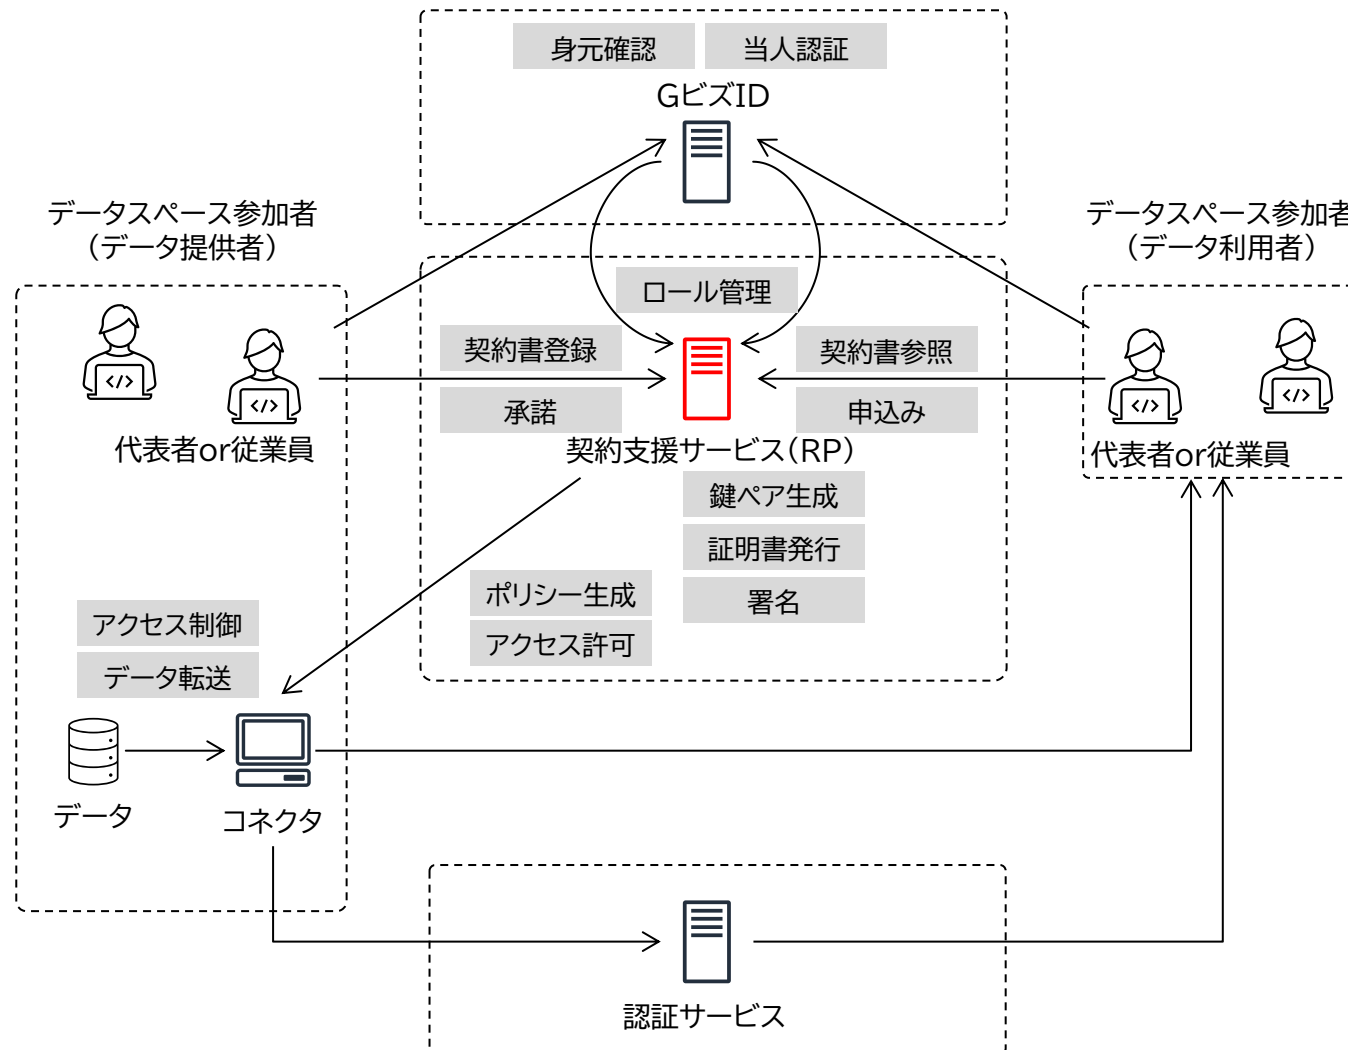 身元確認
当人認証
GビズID
データスペース参加者
（データ提供者）
データスペース参加者
（データ利用者）
ロール管理
契約書登録
承諾
契約書参照
申込み
</>
</>
代表者or従業員
</>
</>
代表者or従業員
契約支援サービス（RP）
鍵ペア生成
証明書発行
署名
ポリシー生成
アクセス許可
アクセス制御
データ転送
データ
コネクタ
認証サービス